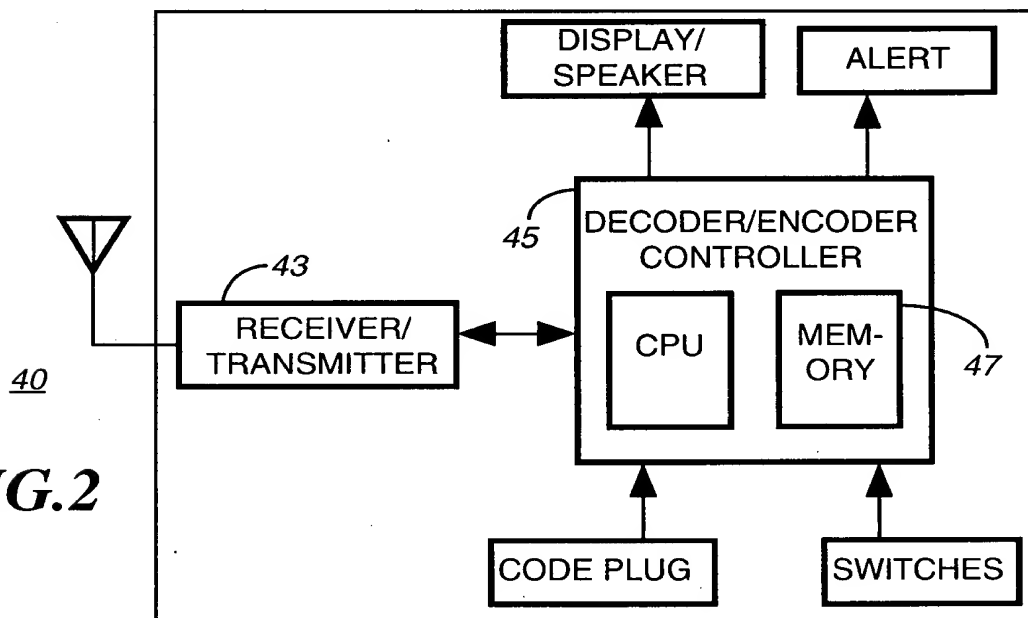 DISPLAY/
SPEAKER
ALERT
45
DECODER/ENCODER
CONTROLLER
43
RECEIVER/
TRANSMITTER
CPU
MEM-
ORY
47
40
G.2
CODE PLUG
SWITCHES